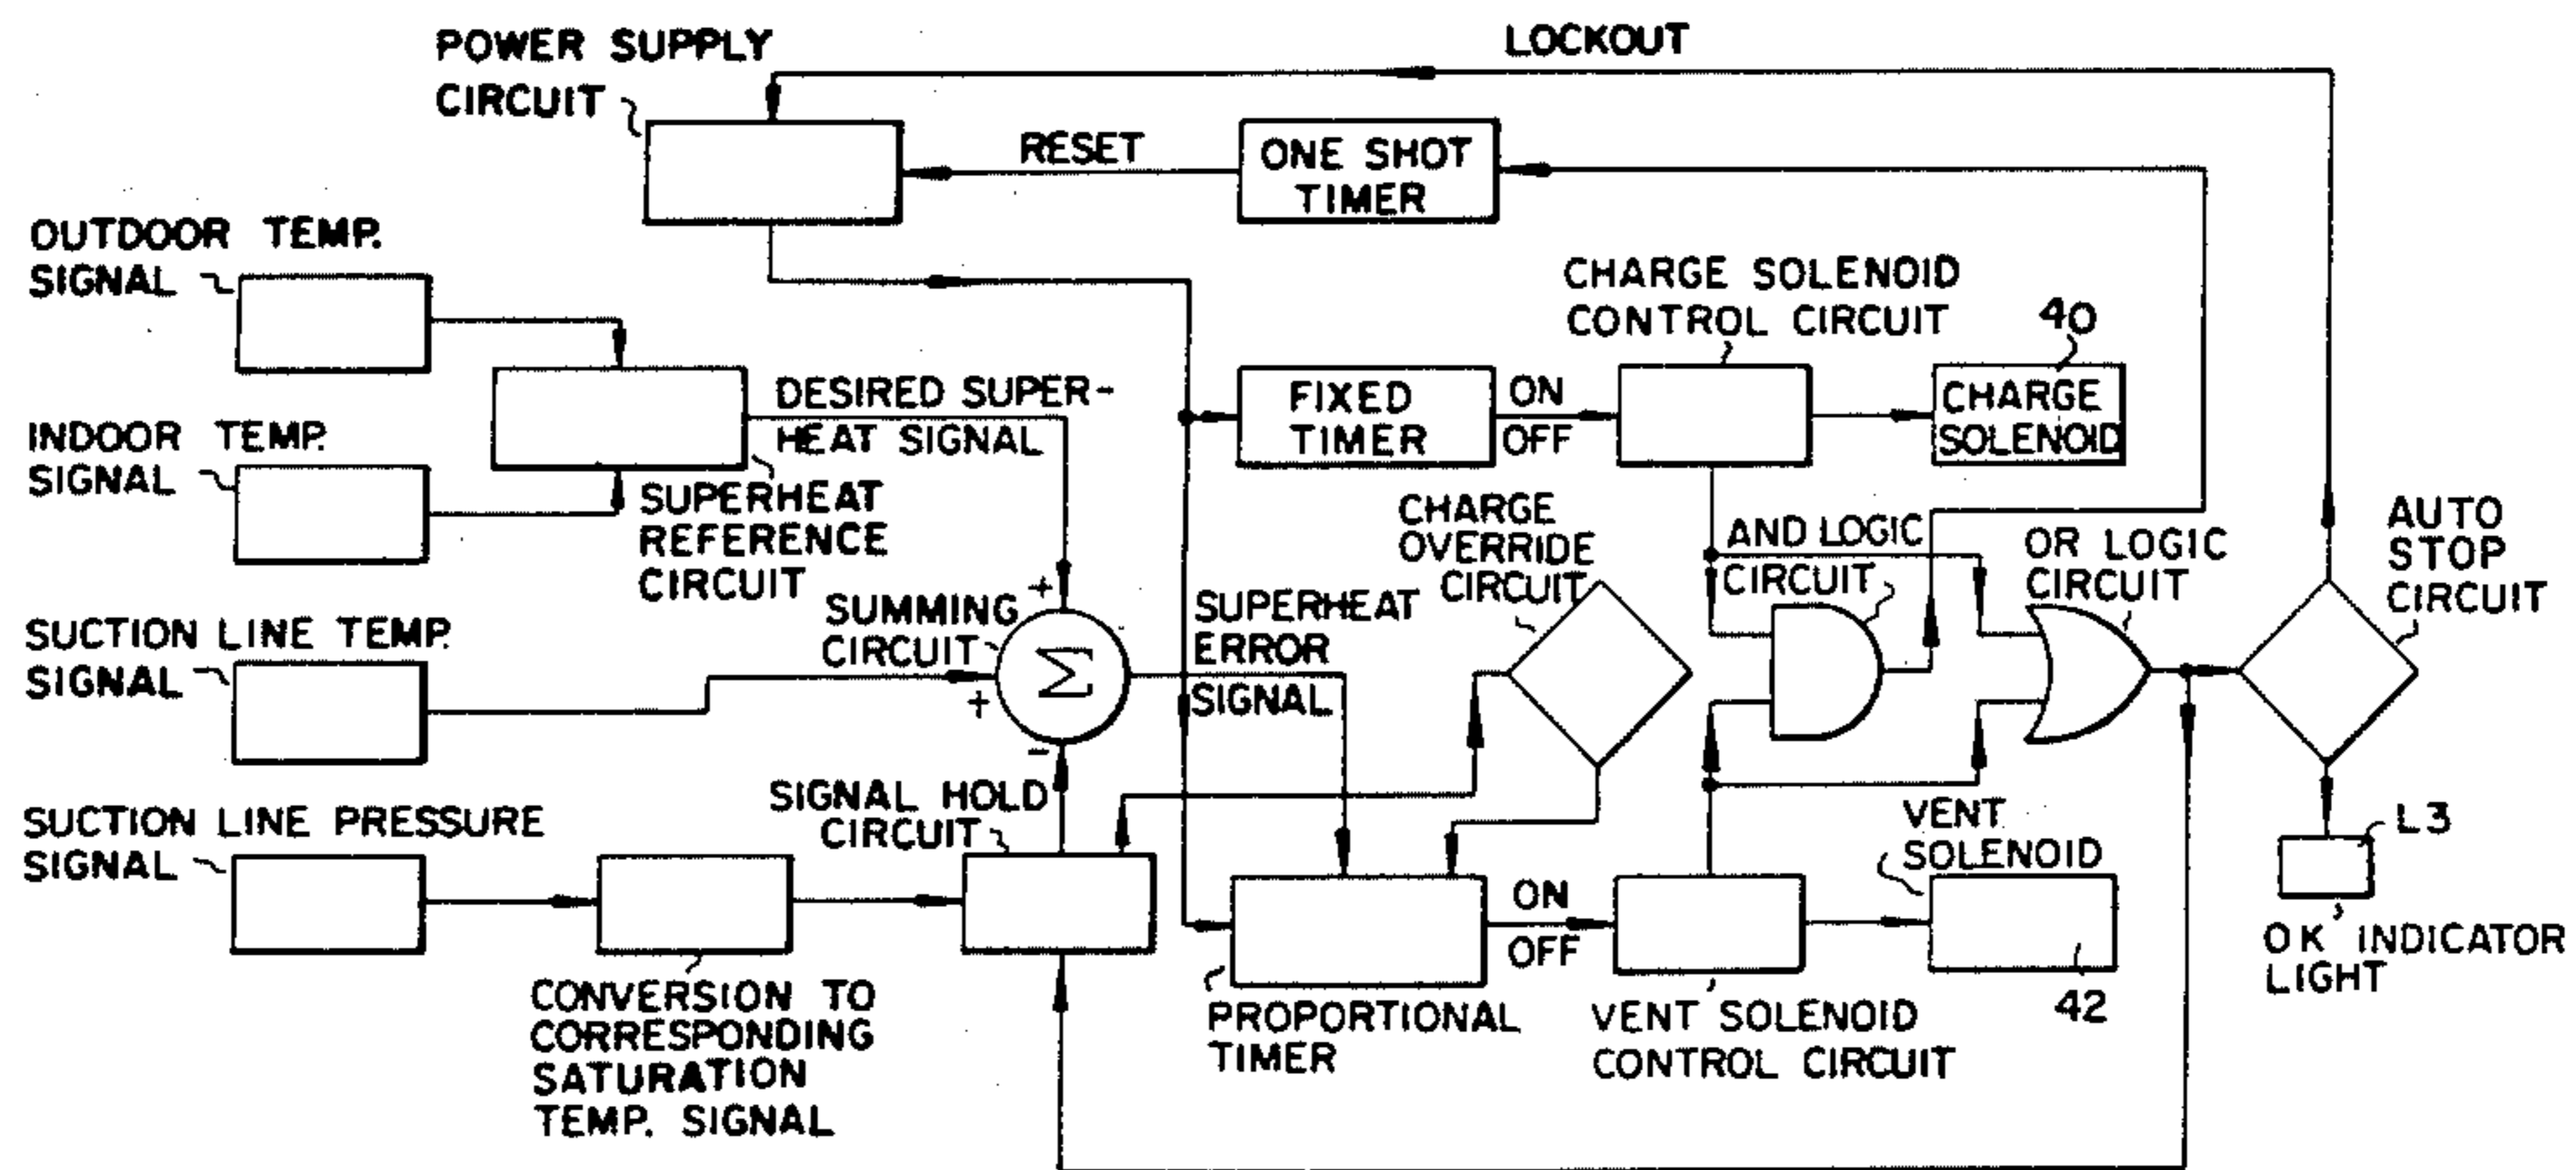 POWER SUPPLY
CIRCUIT
LOCKOUT
RESET
ONE SHOT
TIMER
OUTDOOR TEMP.
SIGNAL
INDOOR TEMP.
SIGNAL
DESIRED SUPER-
HEAT SIGNAL
SUPERHEAT
REFERENCE
CIRCUIT
FIXED
TIMER
ON
OFF
CHARGE SOLENOID
CONTROL CIRCUIT
40
CHARGE
SOLENOID
CHARGE
OVERRIDE
CIRCUIT
AND LOGIC
CIRCUIT
OR LOGIC
CIRCUIT
AUTO
STOP
CIRCUIT
SUCTION LINE TEMP.
SIGNAL
SUMMING
CIRCUIT
+
+
-
Σ
SUPERHEAT
ERROR
SIGNAL
SUCTION LINE PRESSURE
SIGNAL
SIGNAL HOLD
CIRCUIT
CONVERSION TO
CORRESPONDING
SATURATION
TEMP. SIGNAL
PROPORTIONAL
TIMER
ON
OFF
VENT SOLENOID
CONTROL CIRCUIT
VENT
SOLENOID
42
L3
OK INDICATOR
LIGHT